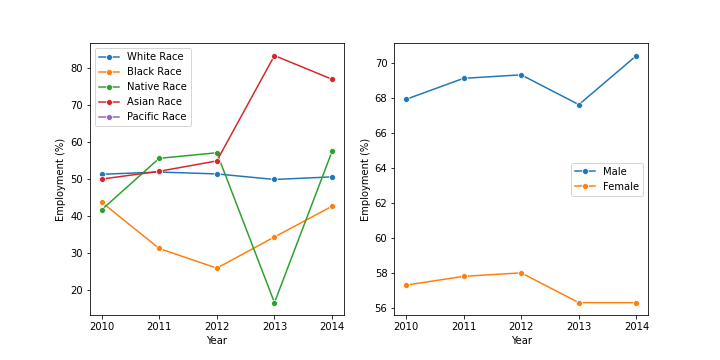 White Race
Black Race
Native Race
Asian Race
Pacific Race
80
70
60
50
40
30
20
Employment (%)
2010 2011 2012 2013 2014
Year
Male
Female
70
68
66
64
62
60
58
56
Employment (%)
2010 2011 2012 2013 2014
Year